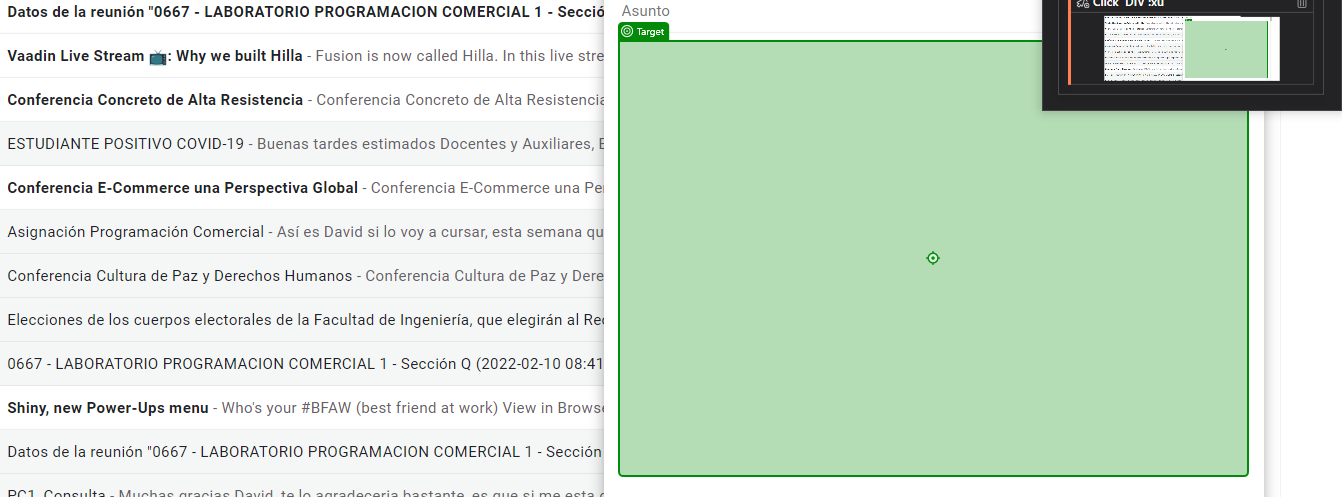 Datos de la reunión "0667 - LABORATORIO PROGRAMACION COMERCIAL 1 - Secció
Vaadin Live Stream 📺: Why we built Hilla - Fusion is now called Hilla. In this live stre
Conferencia Concreto de Alta Resistencia - Conferencia Concreto de Alta Resistencia
ESTUDIANTE POSITIVO COVID-19 - Buenas tardes estimados Docentes y Auxiliares, E
Conferencia E-Commerce una Perspectiva Global - Conferencia E-Commerce una Pe
Asignación Programación Comercial - Así es David si lo voy a cursar, esta semana qu
Conferencia Cultura de Paz y Derechos Humanos - Conferencia Cultura de Paz y Dere
Elecciones de los cuerpos electorales de la Facultad de Ingeniería, que elegirán al Re
0667 - LABORATORIO PROGRAMACION COMERCIAL 1 - Sección Q (2022-02-10 08:41
Shiny, new Power-Ups menu - Who's your #BFAW (best friend at work) View in Brows
Datos de la reunión "0667 - LABORATORIO PROGRAMACION COMERCIAL 1 - Sección
PC1, Consulta - Muchas gracias David, te lo agradeceria bastante, es que si me esta
Asunto
Target
Click 'DIV :xu'